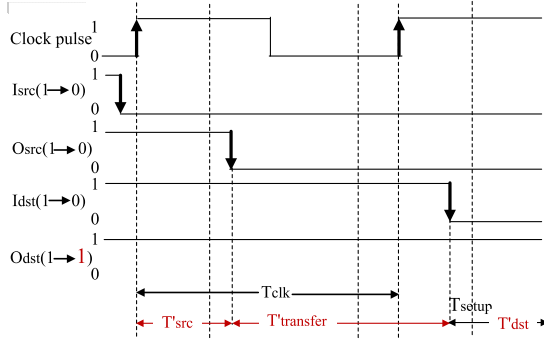 Clock pulse
1
0
Isrc(1→0)
1
0
Osrc(1→0)
1
0
Idst(1→0)
1
0
Odst(1→1)
1
0
Tclk
Tsetup
T'src
T'transfer
T'dst